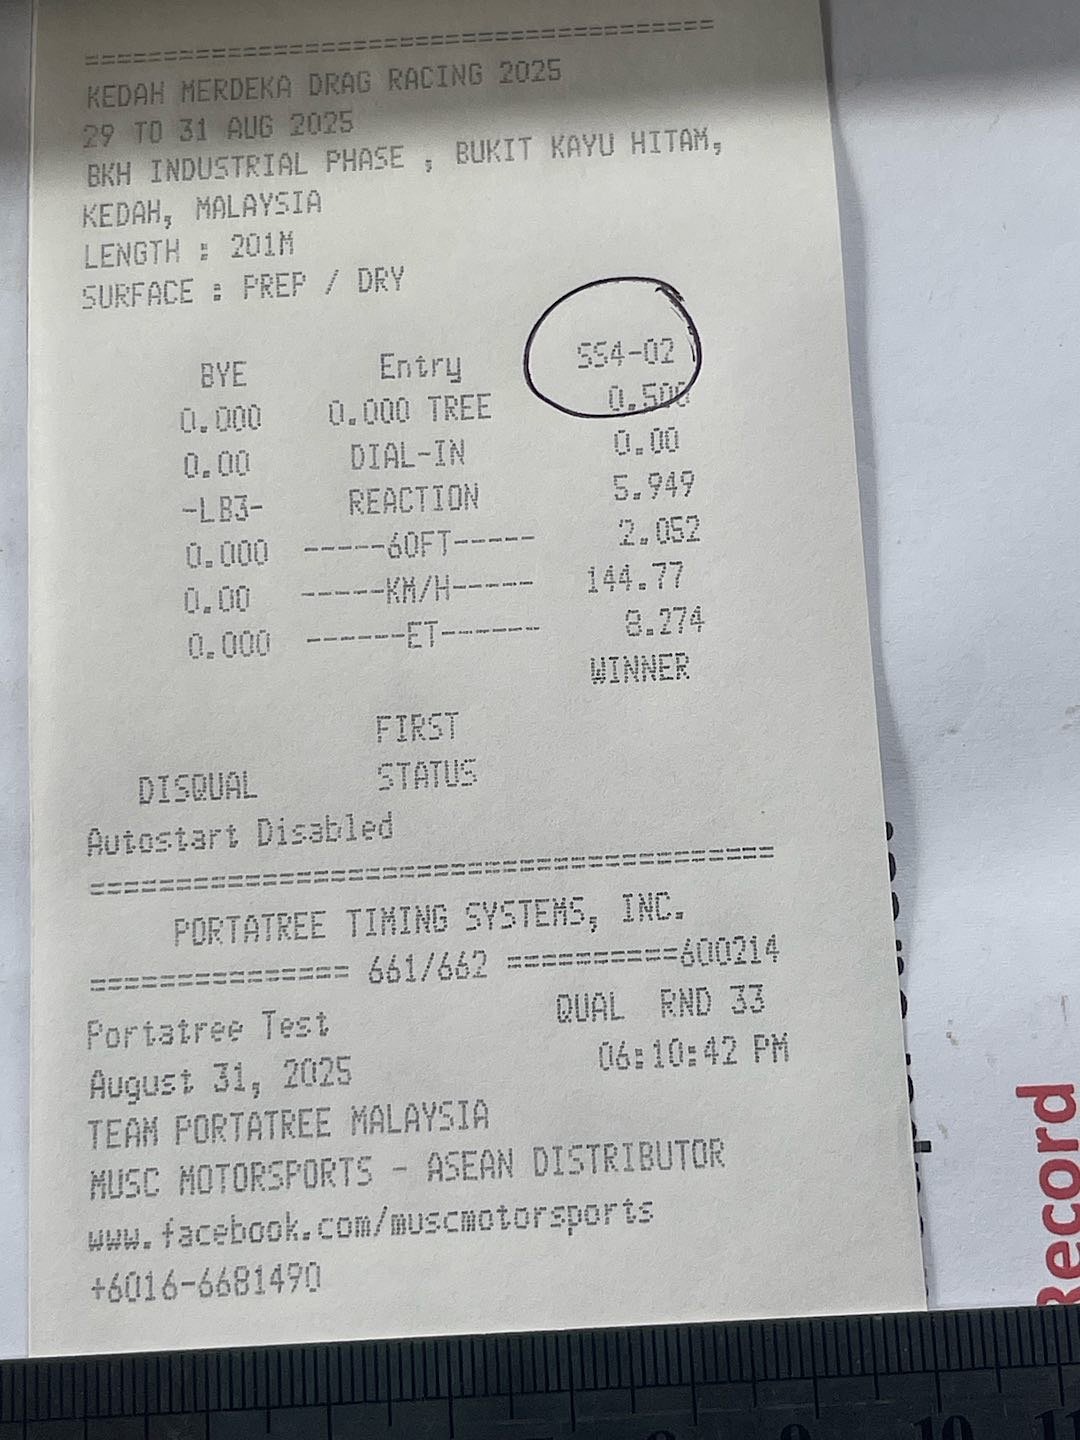 =======================================
KEDAH MERDEKA DRAG RACING 2025
29 TO 31 AUG 2025
BKH INDUSTRIAL PHASE , BUKIT KAYU HITAM,
KEDAH, MALAYSIA
LENGTH : 201M
SURFACE : PREP / DRY
BYE Entry SS4-02
0.000 0.000 TREE 0.500
0.00 DIAL-IN 0.00
-LB3- REACTION 5.949
0.000 -----60FT----- 2.052
0.00 -----KM/H----- 144.77
0.000 ------ET------ 8.274
WINNER
FIRST
DISQUAL STATUS
Autostart Disabled
=======================================
PORTATREE TIMING SYSTEMS, INC.
=============== 661/662 ==========600214
Portatree Test QUAL RND 33
August 31, 2025 06:10:42 PM
TEAM PORTATREE MALAYSIA
MUSC MOTORSPORTS - ASEAN DISTRIBUTOR
www.facebook.com/muscmotorsports
+6016-6681490
Record
10